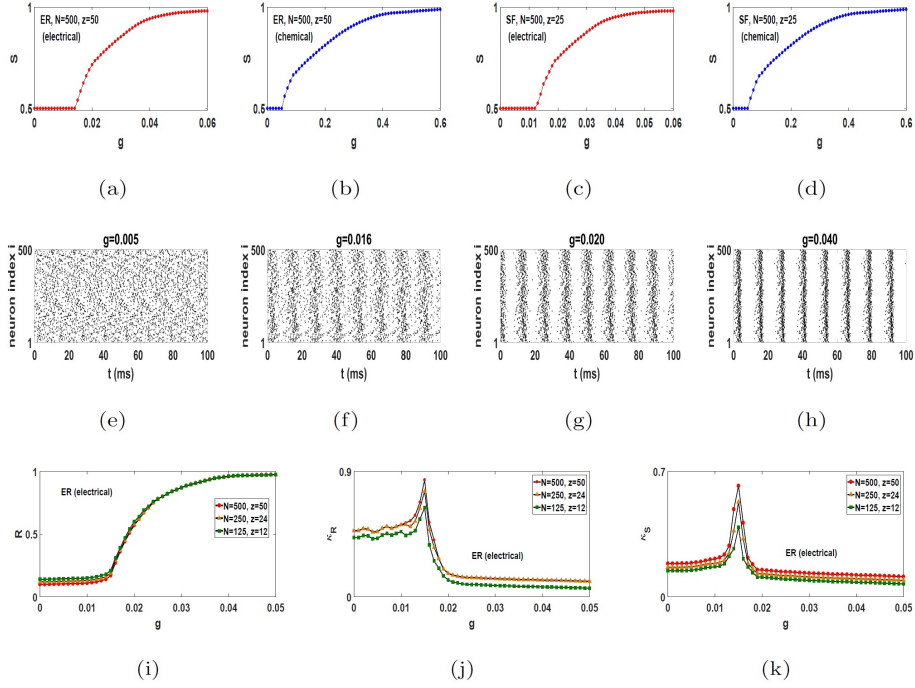 ER, N=500, z=50
(electrical)
S
1
0.5
0 0.02 0.04 0.06
g
(a)
ER, N=500, z=50
(chemical)
S
1
0.5
0 0.2 0.4 0.6
g
(b)
SF, N=500, z=25
(electrical)
S
1
0.5
0 0.01 0.02 0.03 0.04 0.05 0.06
g
(c)
SF, N=500, z=25
(chemical)
S
1
0.5
0 0.2 0.4 0.6
g
(d)
g=0.005
neuron index i
500
1
0 20 40 60 80 100
t (ms)
(e)
g=0.016
neuron index i
500
1
0 20 40 60 80 100
t (ms)
(f)
g=0.020
neuron index i
500
1
0 20 40 60 80 100
t (ms)
(g)
g=0.040
neuron index i
500
1
0 20 40 60 80 100
t (ms)
(h)
ER (electrical)
N=500, z=50
N=250, z=24
N=125, z=12
R
1
0.5
0
0 0.01 0.02 0.03 0.04 0.05
g
(i)
N=500, z=50
N=250, z=24
N=125, z=12
ER (electrical)
κR
0.9
0
0 0.01 0.02 0.03 0.04 0.05
g
(j)
N=500, z=50
N=250, z=24
N=125, z=12
ER (electrical)
κS
0.7
0
0 0.01 0.02 0.03 0.04 0.05
g
(k)